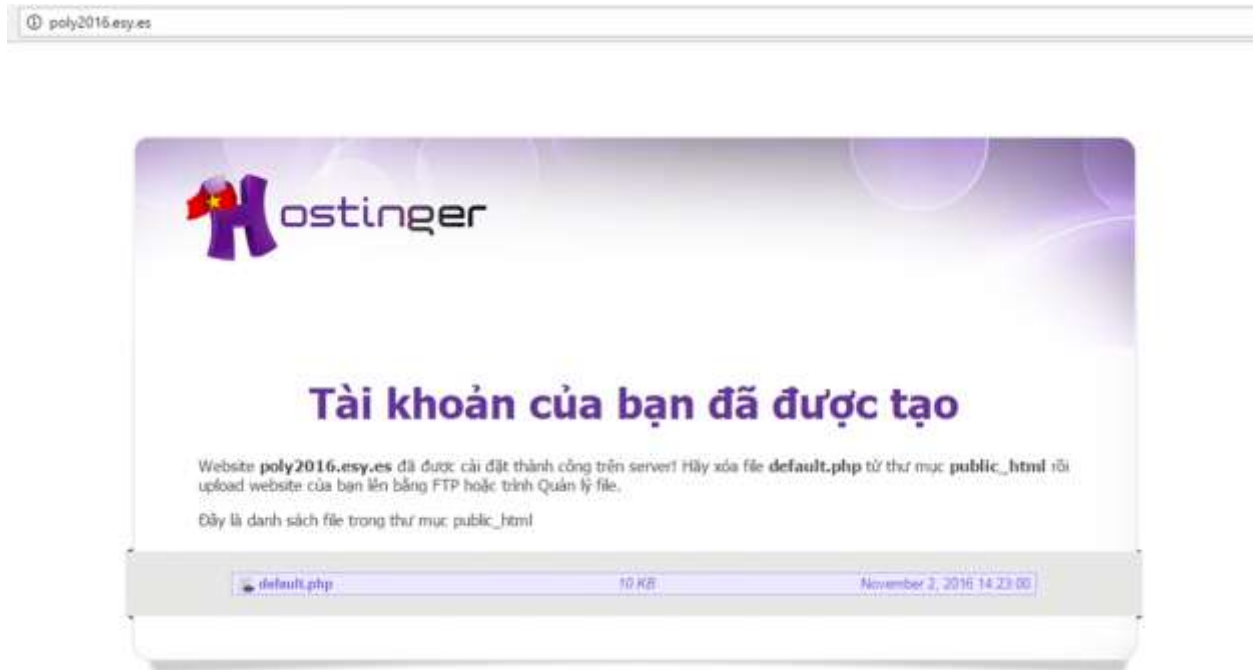 poly2016.esy.es
Hostinger
Tài khoản của bạn đã được tạo
Website poly2016.esy.es đã được cài đặt thành công trên server! Hãy xóa file default.php từ thư mục public_html rồi
upload website của bạn lên bằng FTP hoặc trình Quản lý file.
Đây là danh sách file trong thư mục public_html
default.php 10 KB November 2, 2016 14:23:00